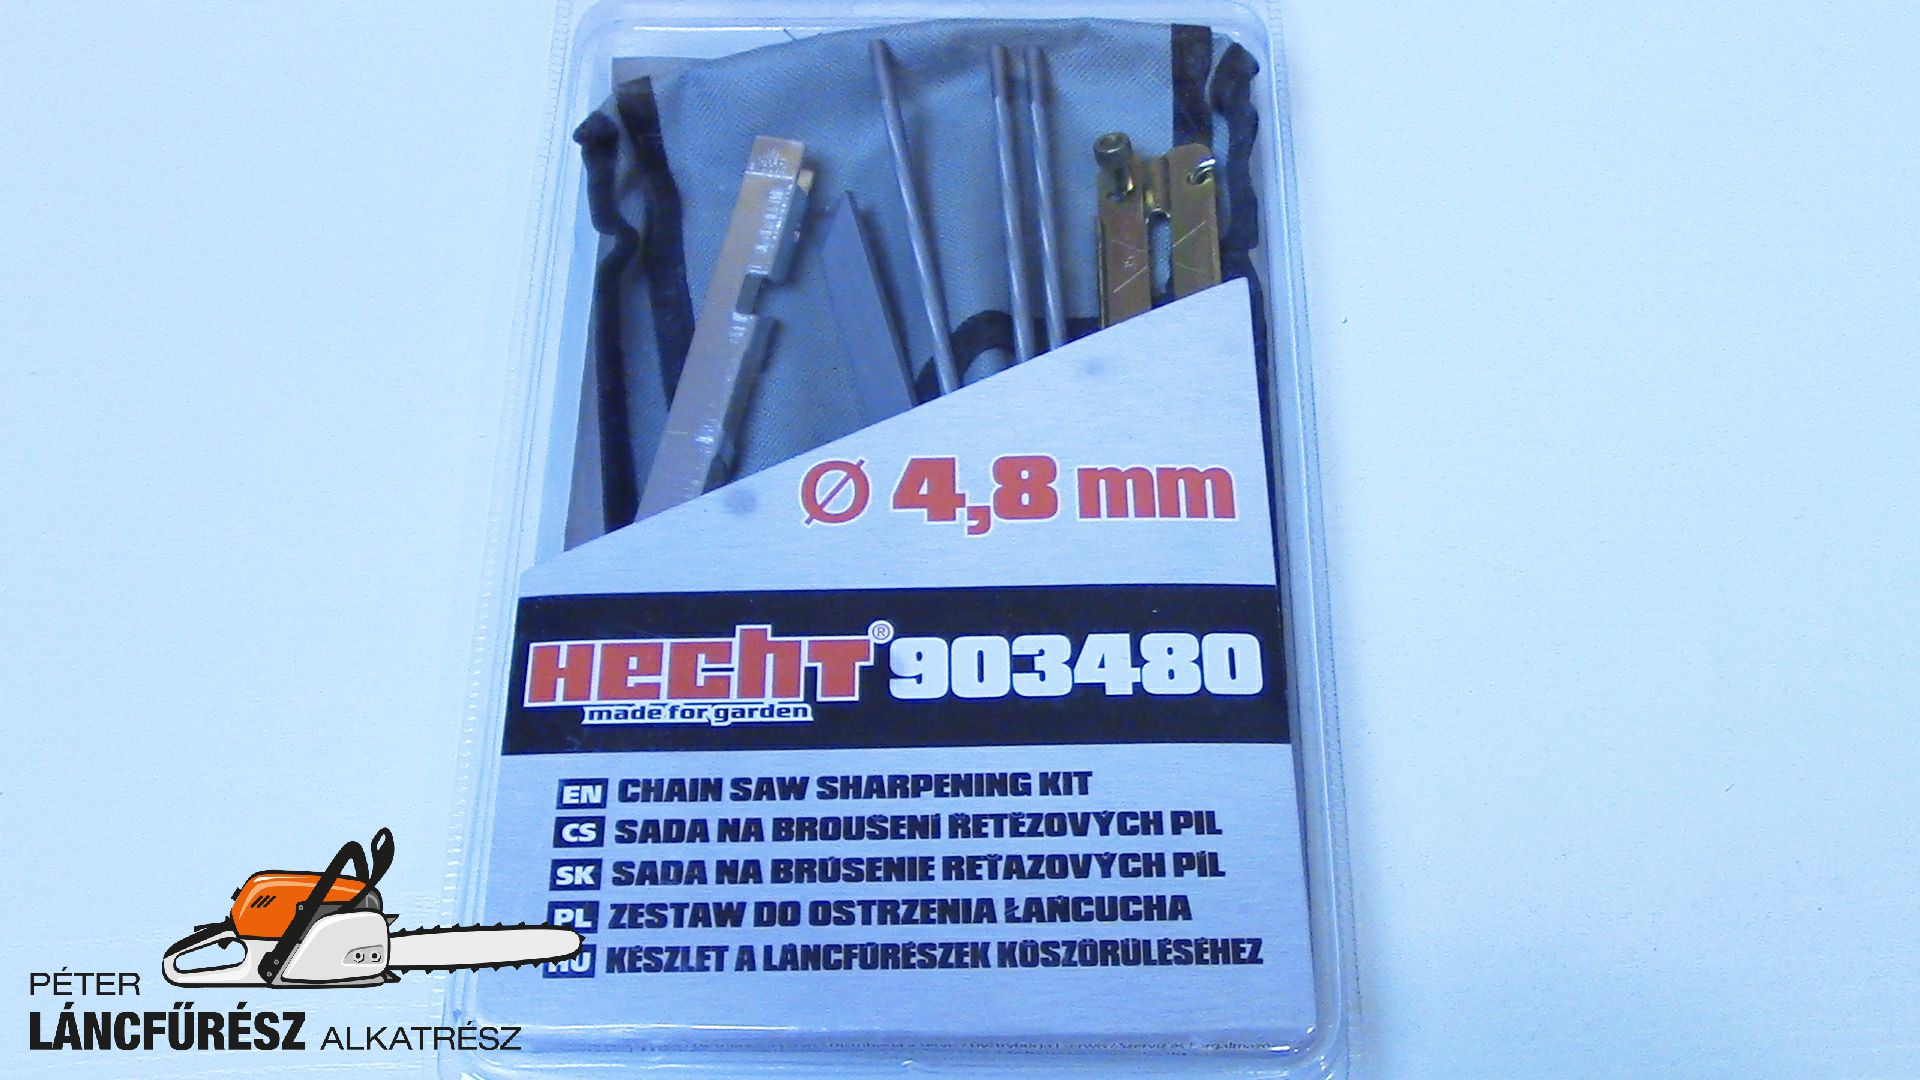 Ø 4,8 mm
HECHT® 903480
made for garden
EN CHAIN SAW SHARPENING KIT
CS SADA NA BROUŠENÍ ŘETĚZOVÝCH PIL
SK SADA NA BRÚSENIE REŤAZOVÝCH PÍL
PL ZESTAW DO OSTRZENIA ŁAŃCUCHA
HU KÉSZLET A LÁNCFŰRÉSZEK KÖSZÖRÜLÉSÉHEZ
PÉTER
LÁNCFŰRÉSZ ALKATRÉSZ